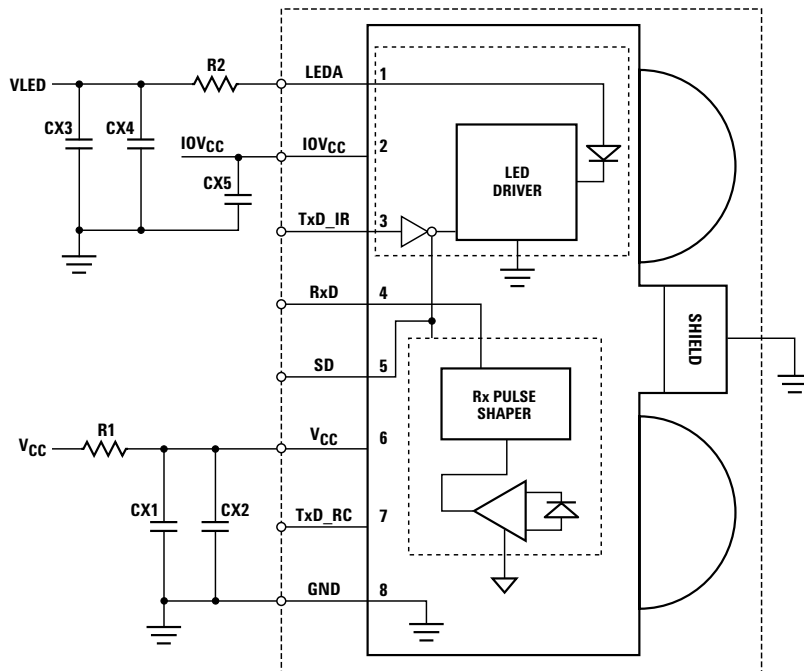 VLED
R2
LEDA
1
CX3
CX4
IOVCC
IOVCC
2
CX5
LED
DRIVER
TxD_IR
3
RxD
4
SHIELD
SD
5
Rx PULSE
SHAPER
VCC
R1
VCC
6
CX1
CX2
TxD_RC
7
GND
8